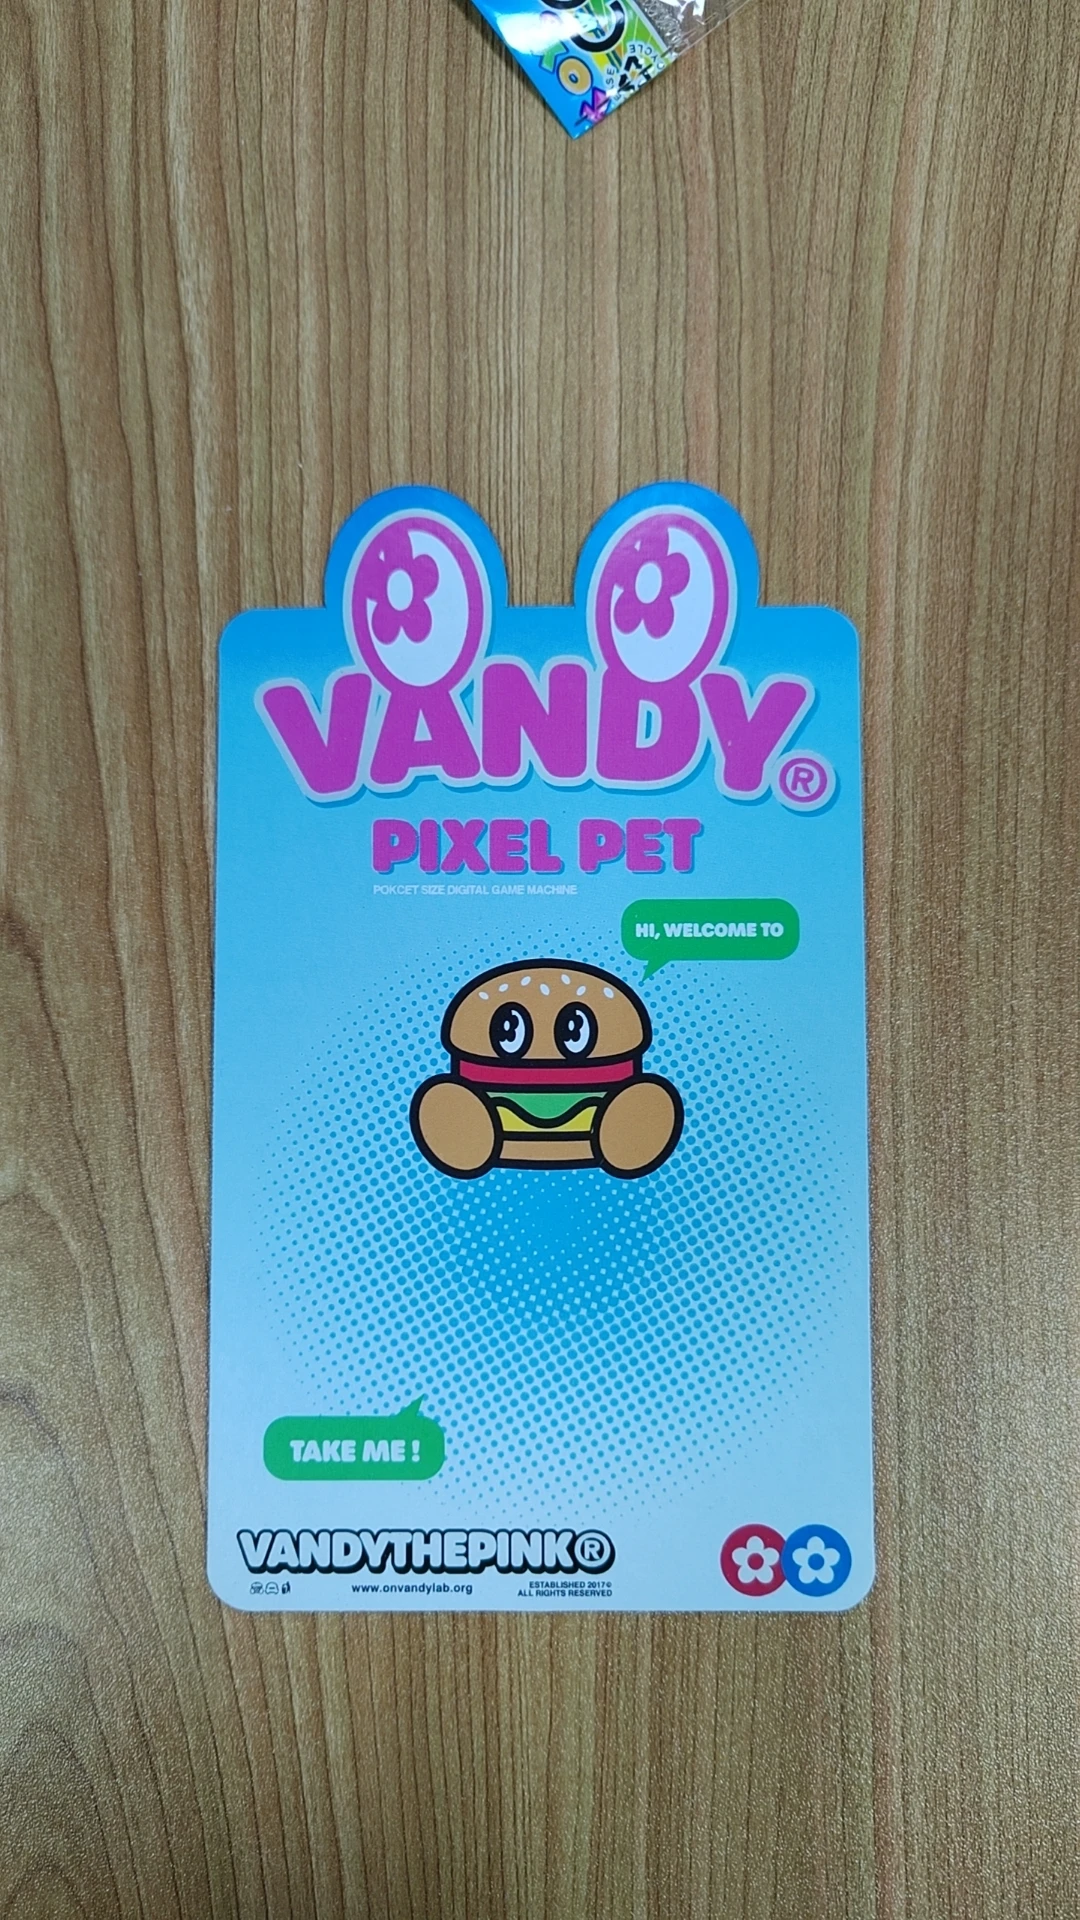 VANDY®
PIXEL PET
POKCET SIZE DIGITAL GAME MACHINE
HI, WELCOME TO
TAKE ME !
VANDYTHEPINK®
www.onvandylab.org
ESTABLISHED 2017©
ALL RIGHTS RESERVED